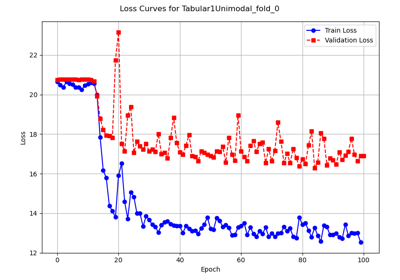 Loss Curves for Tabular1Unimodal_fold_0
Train Loss
Validation Loss
22
20
18
16
14
12
Loss
0
20
40
60
80
100
Epoch